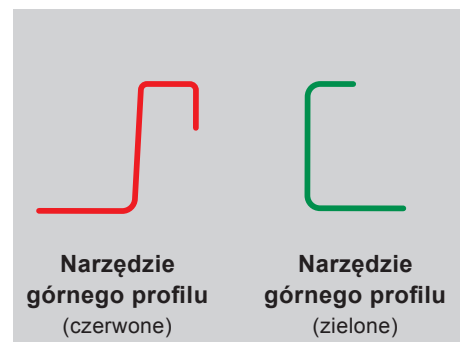 Narzędzie
górnego profilu
(czerwone)
Narzędzie
górnego profilu
(zielone)